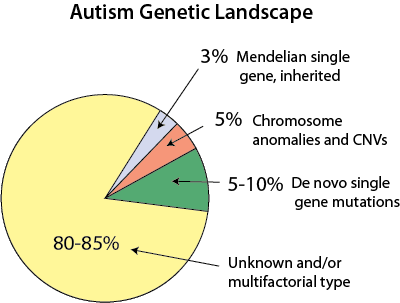 Autism Genetic Landscape
3% Mendelian single
gene, inherited
5% Chromosome
anomalies and CNVs
5-10% De novo single
gene mutations
80-85%
Unknown and/or
multifactorial type